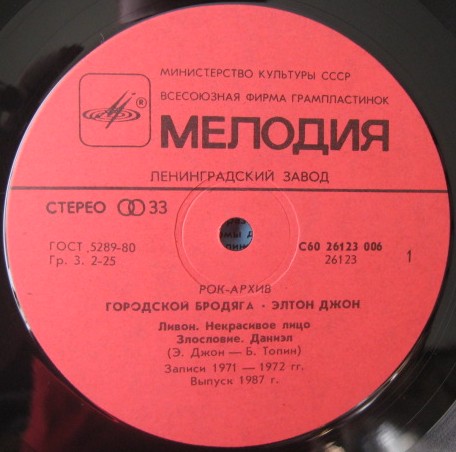 МИНИСТЕРСТВО КУЛЬТУРЫ СССР
ВСЕСОЮЗНАЯ ФИРМА ГРАМПЛАСТИНОК
®
МЕЛОДИЯ
ЛЕНИНГРАДСКИЙ ЗАВОД
СТЕРЕО 33
ГОСТ 5289-80
Гр. 3. 2-25
С60 26123 006
26123
1
РОК-АРХИВ
ГОРОДСКОЙ БРОДЯГА · ЭЛТОН ДЖОН
Ливон. Некрасивое лицо
Злословие. Даниэл
(Э. Джон — Б. Топин)
Записи 1971 — 1972 гг.
Выпуск 1987 г.